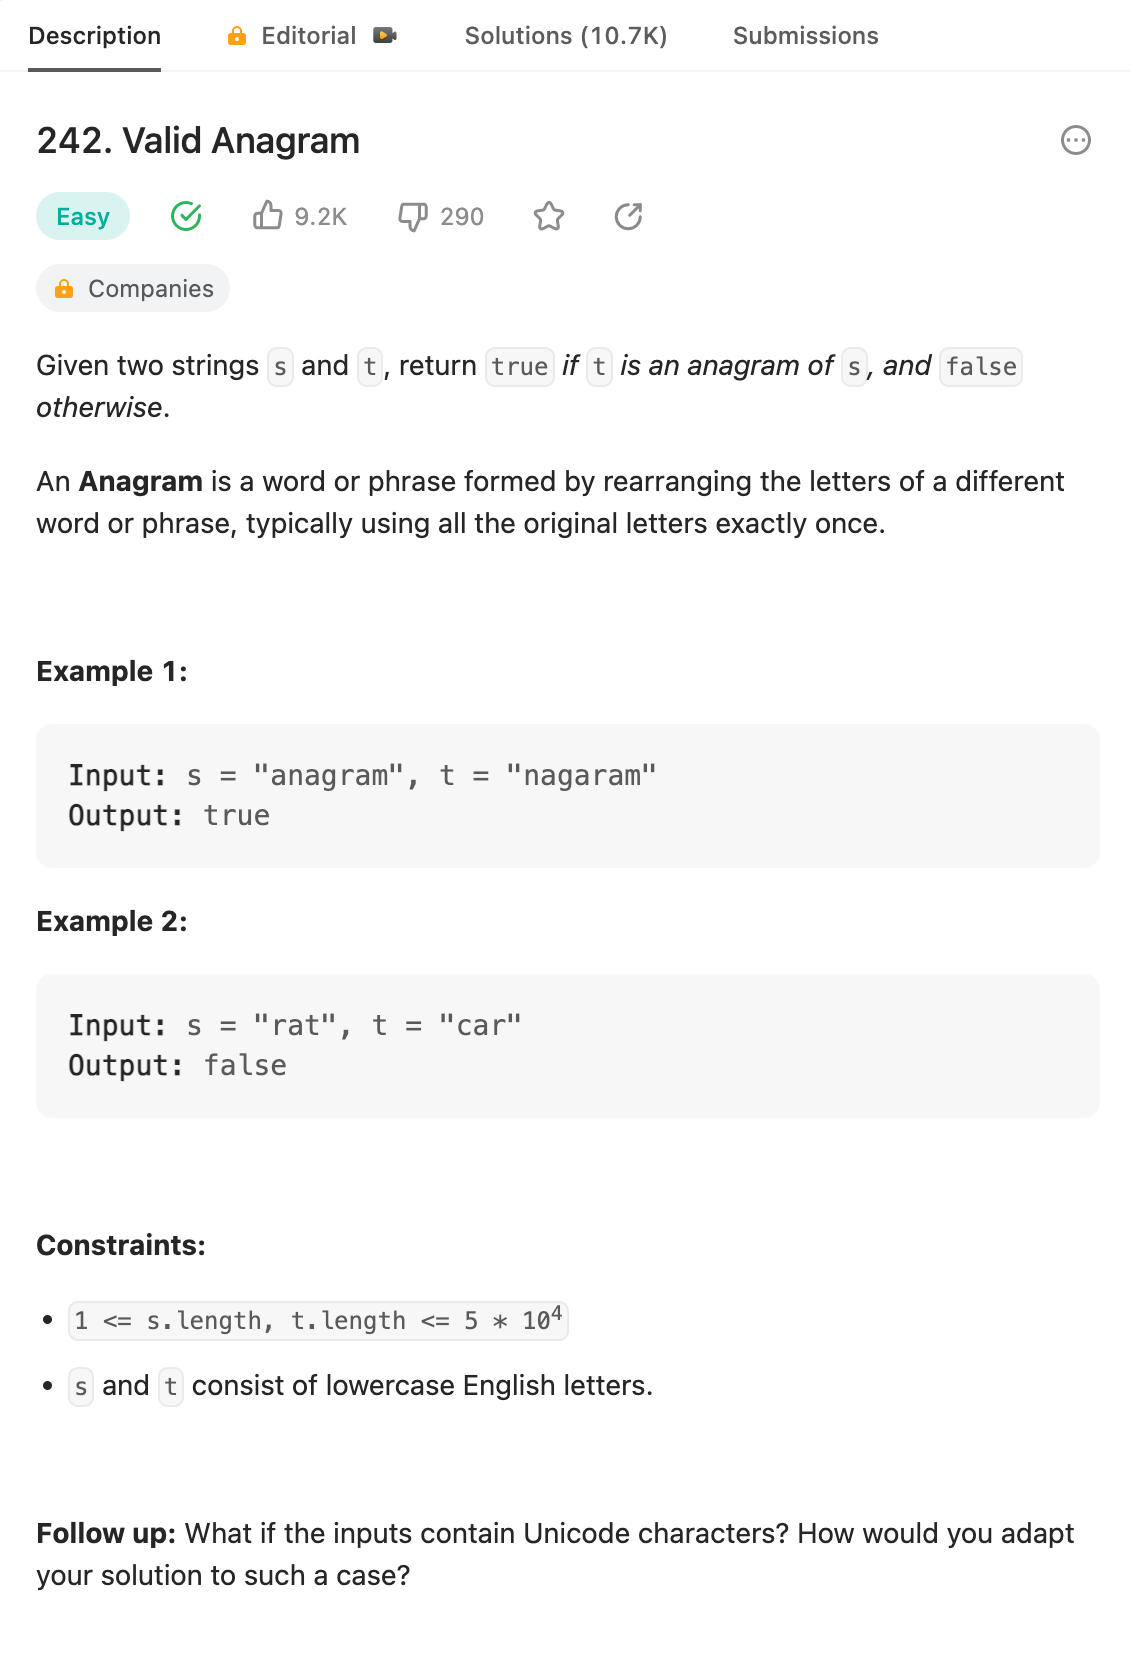 Description Editorial Solutions (10.7K) Submissions
242. Valid Anagram
Easy 9.2K 290
Companies
Given two strings s and t, return true if t is an anagram of s, and false
otherwise.
An Anagram is a word or phrase formed by rearranging the letters of a different
word or phrase, typically using all the original letters exactly once.
Example 1:
Input: s = "anagram", t = "nagaram"
Output: true
Example 2:
Input: s = "rat", t = "car"
Output: false
Constraints:
• 1 <= s.length, t.length <= 5 * 10⁴
• s and t consist of lowercase English letters.
Follow up: What if the inputs contain Unicode characters? How would you adapt
your solution to such a case?